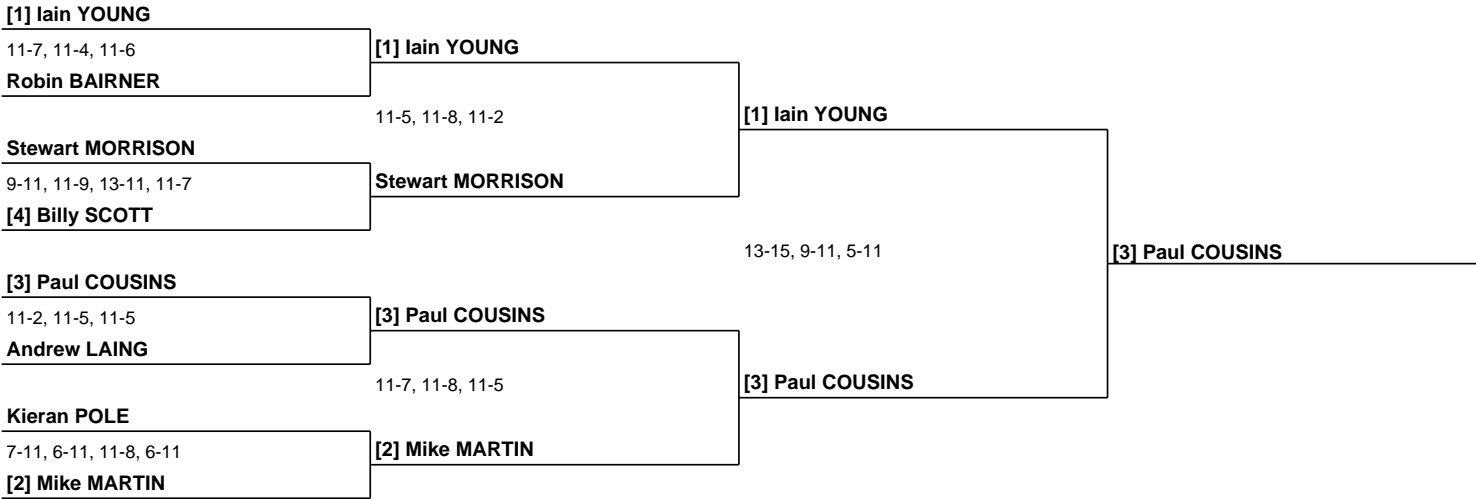 [1] Iain YOUNG
11-7, 11-4, 11-6
[1] Iain YOUNG
Robin BAIRNER
11-5, 11-8, 11-2
[1] Iain YOUNG
Stewart MORRISON
9-11, 11-9, 13-11, 11-7
Stewart MORRISON
[4] Billy SCOTT
13-15, 9-11, 5-11
[3] Paul COUSINS
[3] Paul COUSINS
11-2, 11-5, 11-5
[3] Paul COUSINS
Andrew LAING
11-7, 11-8, 11-5
[3] Paul COUSINS
Kieran POLE
7-11, 6-11, 11-8, 6-11
[2] Mike MARTIN
[2] Mike MARTIN